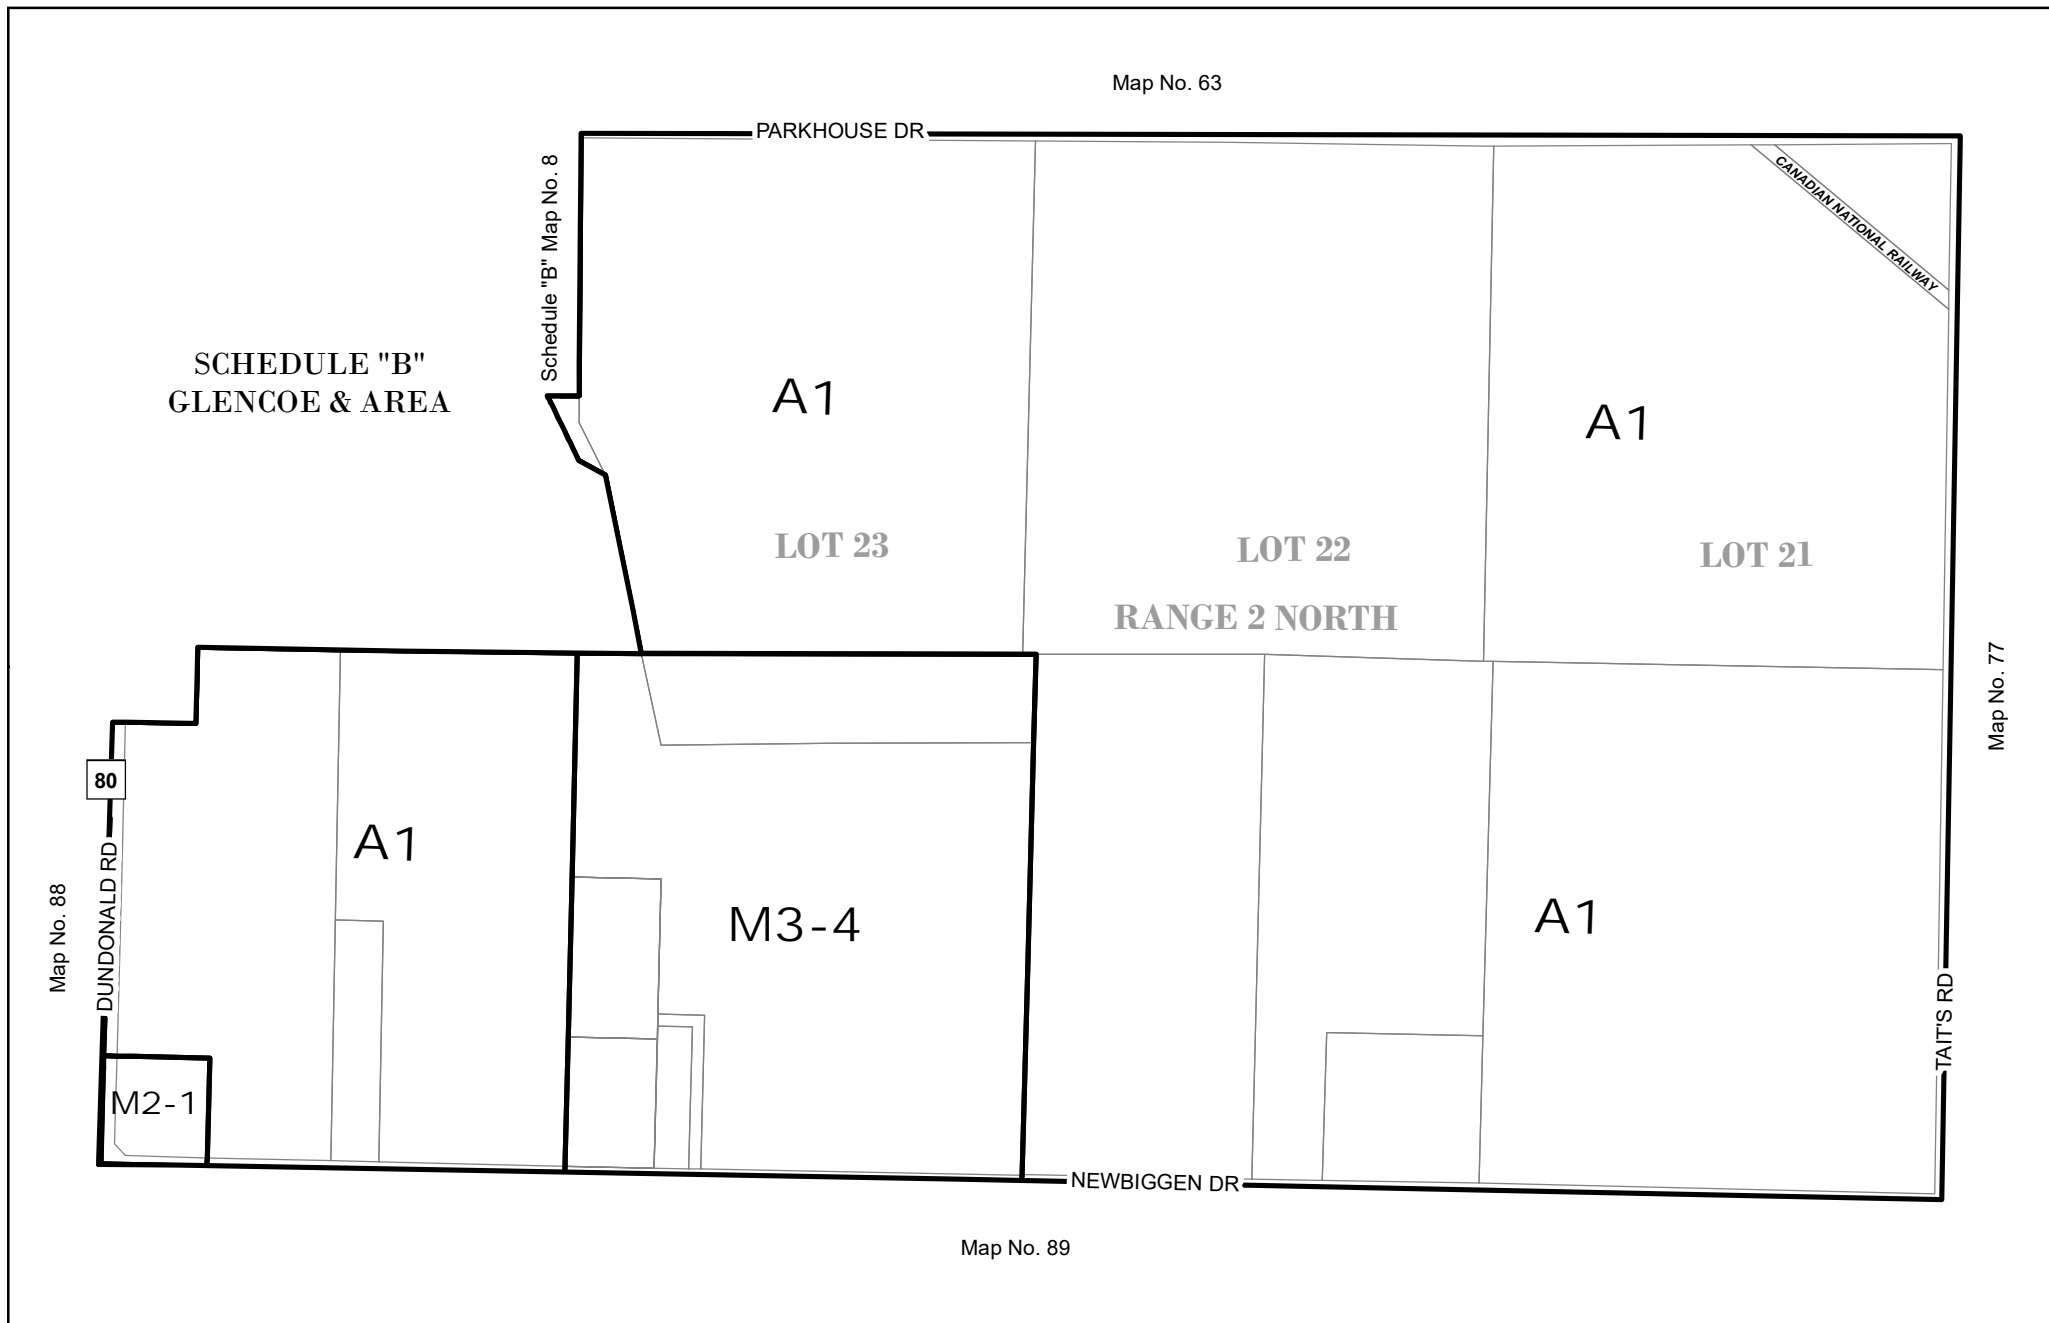 Map No. 63
PARKHOUSE DR
CANADIAN NATIONAL RAILWAY
Schedule "B" Map No. 8
SCHEDULE "B"
GLENCOE & AREA
A1
A1
LOT 23
LOT 22
LOT 21
RANGE 2 NORTH
Map No. 77
80
A1
DUNDONALD RD
Map No. 88
M3-4
A1
TAIT'S RD
M2-1
NEWBIGGEN DR
Map No. 89